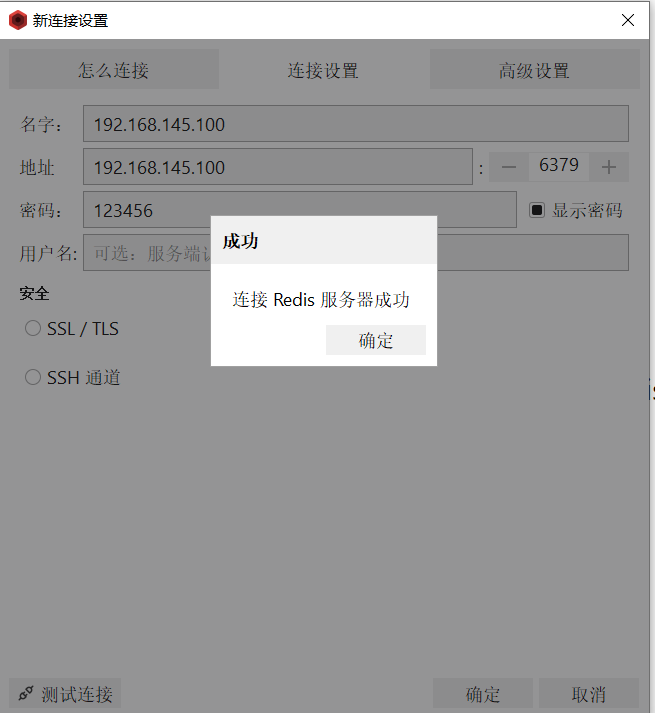 新连接设置
怎么连接 连接设置 高级设置
名字： 192.168.145.100
地址 192.168.145.100 : 6379
密码： 123456 显示密码
用户名: 可选：服务端
安全
SSL / TLS
SSH 通道
成功
连接 Redis 服务器成功
确定
测试连接 确定 取消